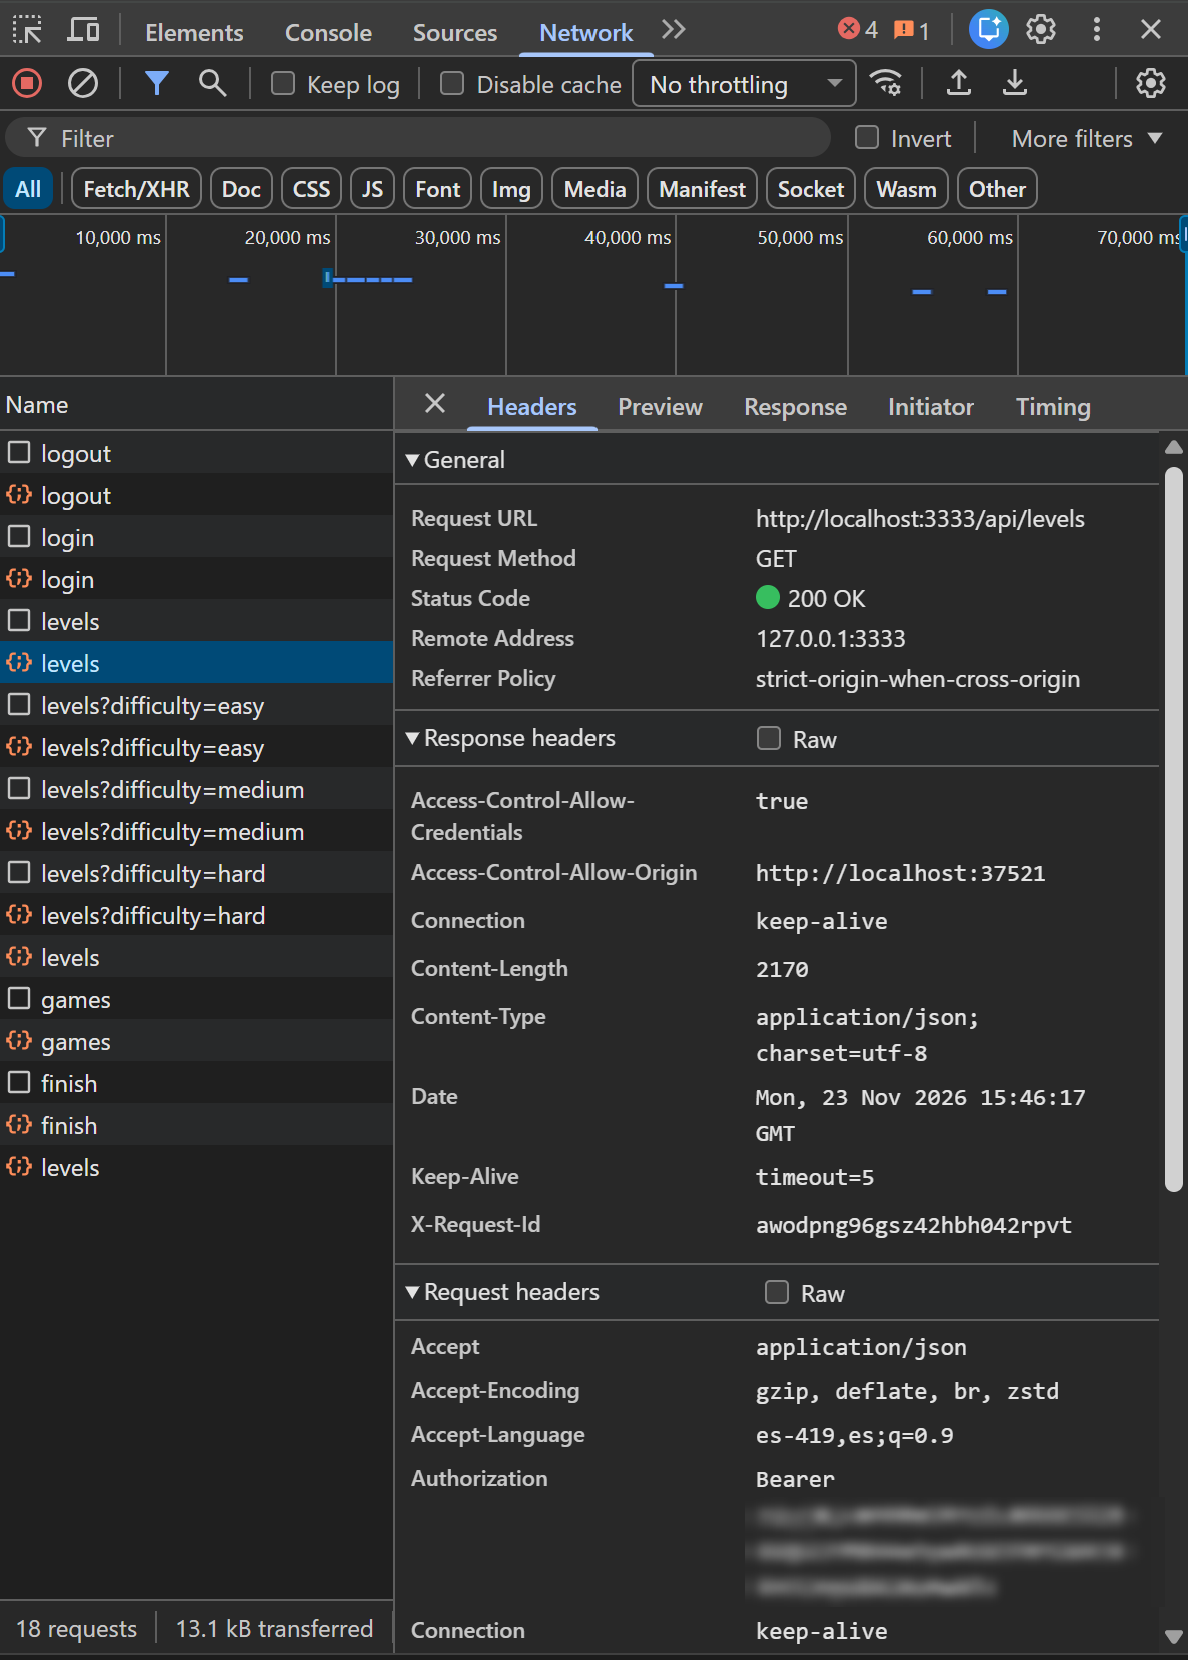 Elements Console Sources Network 4 1
Keep log Disable cache No throttling
Filter Invert More filters
All Fetch/XHR Doc CSS JS Font Img Media Manifest Socket Wasm Other
10,000 ms 20,000 ms 30,000 ms 40,000 ms 50,000 ms 60,000 ms 70,000 ms
Name
logout
logout
login
login
levels
levels
levels?difficulty=easy
levels?difficulty=easy
levels?difficulty=medium
levels?difficulty=medium
levels?difficulty=hard
levels?difficulty=hard
levels
games
games
finish
finish
levels
18 requests 13.1 kB transferred
Headers Preview Response Initiator Timing
General
Request URL http://localhost:3333/api/levels
Request Method GET
Status Code 200 OK
Remote Address 127.0.0.1:3333
Referrer Policy strict-origin-when-cross-origin
Response headers Raw
Access-Control-Allow- true
Credentials
Access-Control-Allow-Origin http://localhost:37521
Connection keep-alive
Content-Length 2170
Content-Type application/json;
charset=utf-8
Date Mon, 23 Nov 2026 15:46:17
GMT
Keep-Alive timeout=5
X-Request-Id awodpng96gsz42hbh042rpvt
Request headers Raw
Accept application/json
Accept-Encoding gzip, deflate, br, zstd
Accept-Language es-419,es;q=0.9
Authorization Bearer
Connection keep-alive